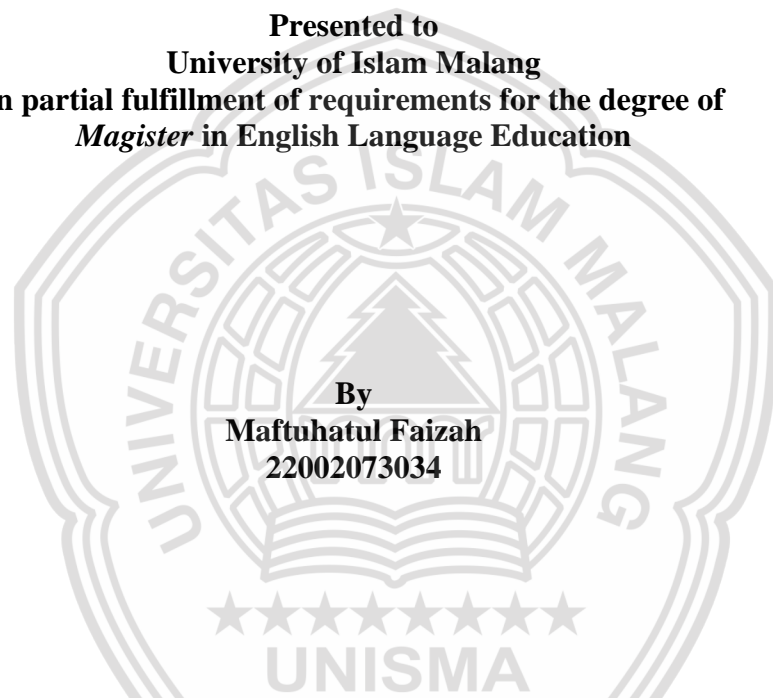 Presented to
University of Islam Malang
n partial fulfillment of requirements for the degree of
Magister in English Language Education
UNIVERSITAS ISLAM MALANG
By
Maftuhatul Faizah
22002073034
UNISMA